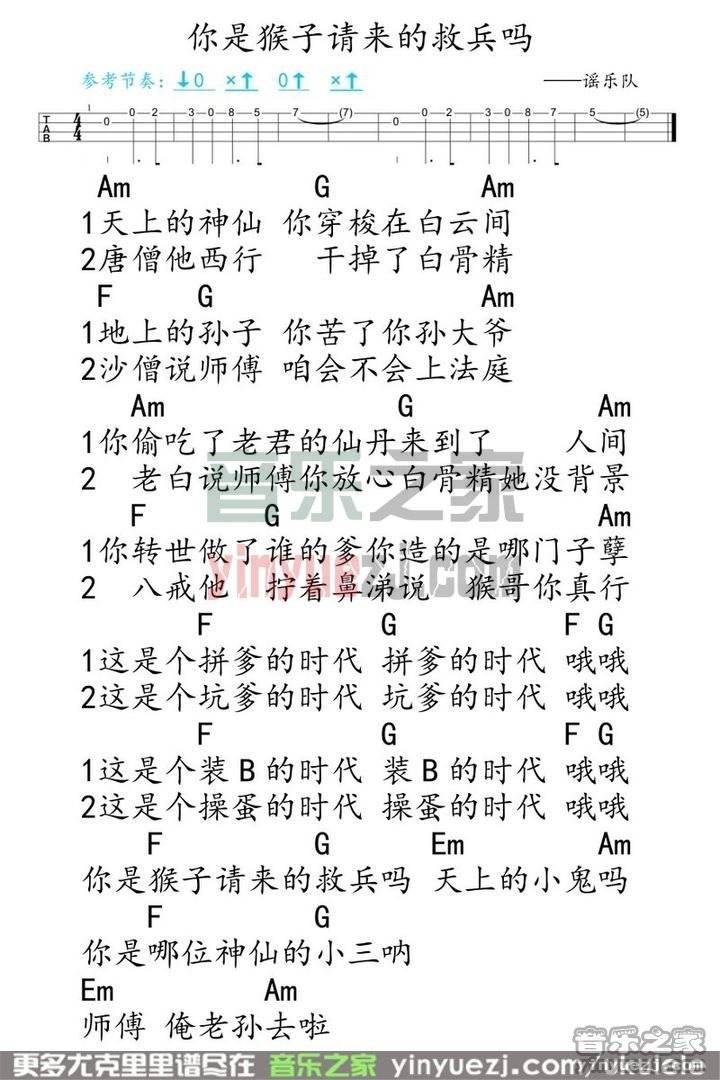 你是猴子请来的救兵吗
参考节奏: ↓0 ×↑ 0↑ ×↑ ——谣乐队
1
T A B 4/4 0 0 2 3 0 8 5 7 (7) 0 0 2 3 0 8 7 5 (5)
Am G Am
1天上的神仙 你穿梭在白云间
2唐僧他西行 干掉了白骨精
F G Am
1地上的孙子 你苦了你孙大爷
2沙僧说师傅 咱会不会上法庭
Am G Am
1你偷吃了老君的仙丹来到了 人间
2 老白说师傅你放心白骨精她没背景
F G Am
1你转世做了谁的爹你造的是哪门子孽
2 八戒他 拧着鼻涕说 猴哥你真行
F G F G
1这是个拼爹的时代 拼爹的时代 哦哦
2这是个坑爹的时代 坑爹的时代 哦哦
F G F G
1这是个装B的时代 装B的时代 哦哦
2这是个操蛋的时代 操蛋的时代 哦哦
F G Em Am
你是猴子请来的救兵吗 天上的小鬼吗
F G
你是哪位神仙的小三呐
Em Am
师傅 俺老孙去啦
音乐之家
yinyuezj.com
音乐之家
yinyuezj.com
更多尤克里里谱尽在 音乐之家 yinyuezj.com/ukulele